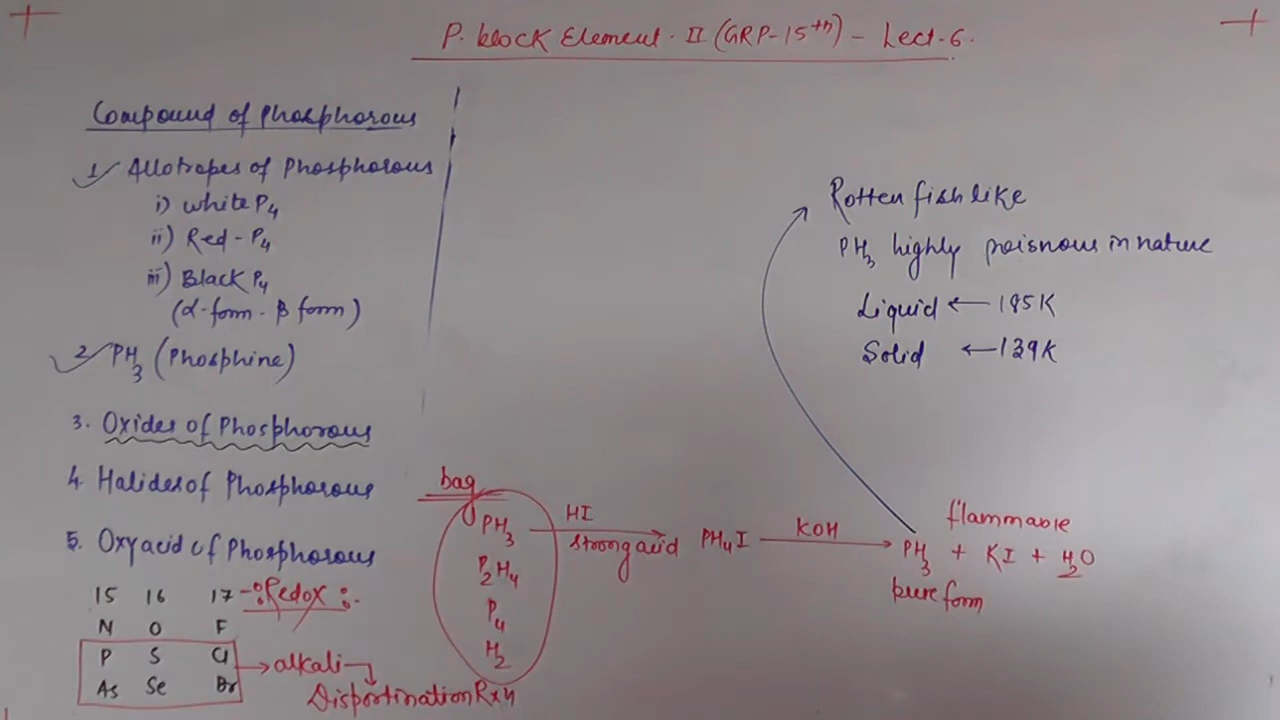 P. block Element. II (GRP-15th) - Lect-6.
Compound of Phosphorous
1 Allotropes of Phosphorous
i) white P4
ii) Red - P4
iii) Black P4
(α-form - β form)
2 PH3 (Phosphine)
3. Oxides of Phosphorous
4. Halides of Phosphorous
5. Oxyacid of Phosphorous
15 16 17 Redox
N O F
P S Cl
As Se Br
→ alkali
Disportination Rxn
bag
PH3
P2H4
P4
H2
HI
strong acid
PH4I
KOH →
PH3 + KI + H2O
pure form
flammable
Rotten fish like
PH3 highly poisnous in nature
Liquid ← 185K
Solid ← 139K